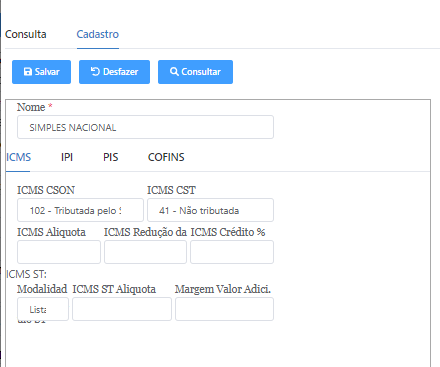 Consulta Cadastro
Salvar Desfazer Consultar
Nome *
SIMPLES NACIONAL
ICMS IPI PIS COFINS
ICMS CSON ICMS CST
102 - Tributada pelo S 41 - Não tributada
ICMS Aliquota ICMS Redução da ICMS Crédito %
ICMS ST:
Modalidad ICMS ST Aliquota Margem Valor Adici.
Lista